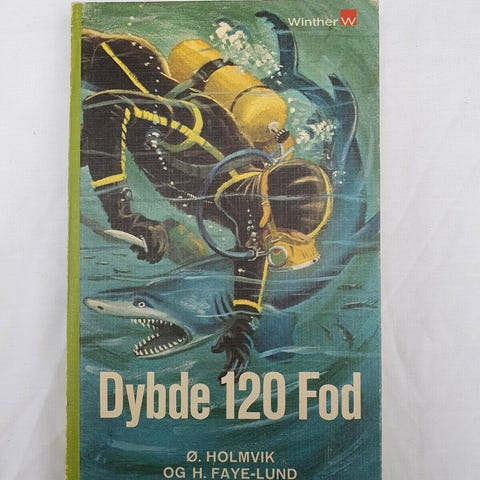 Winther W
Dybde 120 Fod
Ø. HOLMVIK
OG H. FAYE-LUND